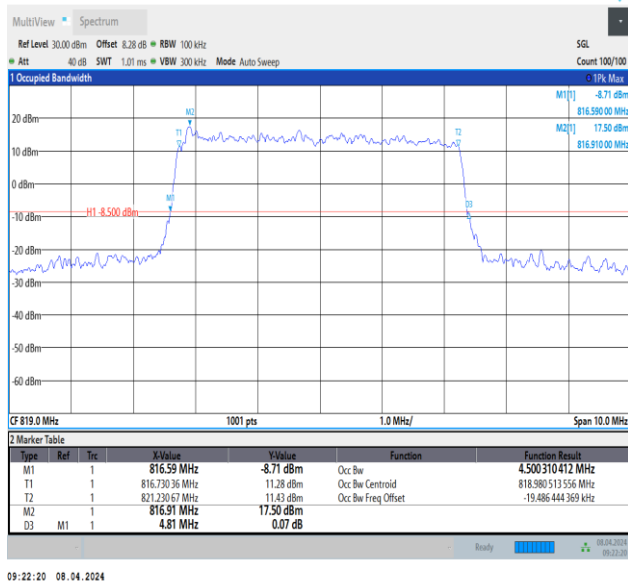 MultiView Spectrum
Ref Level 30.00 dBm Offset 8.28 dB RBW 100 kHz SGL
Att 40 dB SWT 1.01 ms VBW 300 kHz Mode Auto Sweep Count 100/100
1 Occupied Bandwidth 1Pk Max
M1[1] -8.71 dBm
816.590 00 MHz
M2[1] 17.50 dBm
816.910 00 MHz
M2
20 dBm
T1 T2
10 dBm
0 dBm
M1
D3
-10 dBm H1 -8.500 dBm
-20 dBm
-30 dBm
-40 dBm
-50 dBm
-60 dBm
CF 819.0 MHz 1001 pts 1.0 MHz/ Span 10.0 MHz
2 Marker Table
Type Ref Trc X-Value Y-Value Function Function Result
M1 1 816.59 MHz -8.71 dBm Occ Bw 4.500 310 412 MHz
T1 1 816.730 36 MHz 11.28 dBm Occ Bw Centroid 818.980 513 556 MHz
T2 1 821.230 67 MHz 11.43 dBm Occ Bw Freq Offset -19.486 444 369 kHz
M2 1 816.91 MHz 17.50 dBm
D3 M1 1 4.81 MHz 0.07 dB
Ready 08.04.2024
09:22:20
09:22:20 08.04.2024